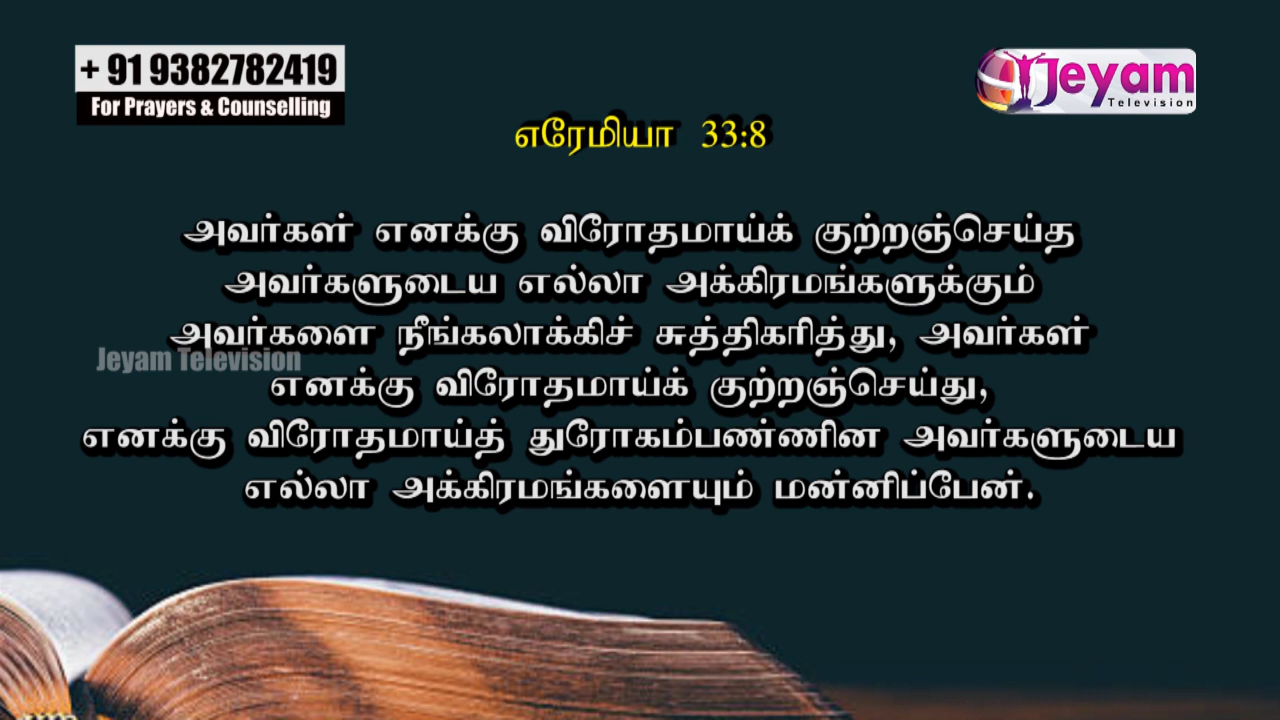 + 91 9382782419
For Prayers & Counselling
Jeyam
Television
எரேமியா 33:8
அவர்கள் எனக்கு விரோதமாய்க் குற்றஞ்செய்த
அவர்களுடைய எல்லா அக்கிரமங்களுக்கும்
அவர்களை நீங்கலாக்கிச் சுத்திகரித்து, அவர்கள்
Jeyam Television
எனக்கு விரோதமாய்க் குற்றஞ்செய்து,
எனக்கு விரோதமாய்த் துரோகம்பண்ணின அவர்களுடைய
எல்லா அக்கிரமங்களையும் மன்னிப்பேன்.